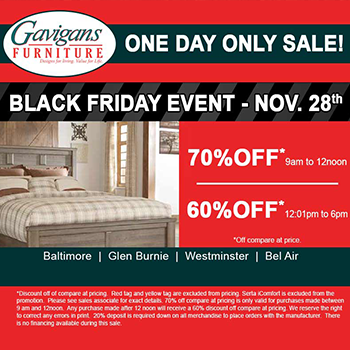 Gavigans
FURNITURE
Designs for living. Value for Life.
ONE DAY ONLY SALE!
BLACK FRIDAY EVENT - NOV. 28th
70%OFF* 9am to 12noon
60%OFF* 12:01pm to 6pm
*Off compare at price.
Baltimore | Glen Burnie | Westminster | Bel Air
*Discount off of compare at pricing. Red tag and yellow tag are excluded from pricing. Serta iComfort is excluded from the
promotion. Please see sales associate for exact details. 70% off compare at pricing is only valid for purchases made between
9 am and 12noon. Any purchase made after 12 noon will receive a 60% discount off compare at pricing. We reserve the right
to correct any errors in print. 20% deposit is required down on all merchandise to place orders with the manufacturer. There
is no financing available during this sale.